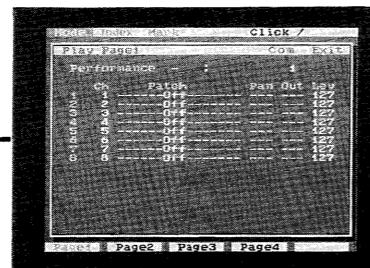 Mode Index Mark Click /
Play Page1 Com Exit
Performance - : 1
Ch Patch Pan Out Lev
1 1 ------Off------ --- --- 127
2 2 ------Off------ --- --- 127
3 3 ------Off------ --- --- 127
4 4 ------Off------ --- --- 127
5 5 ------Off------ --- --- 127
6 6 ------Off------ --- --- 127
7 7 ------Off------ --- --- 127
8 8 ------Off------ --- --- 127
Page1 Page2 Page3 Page4